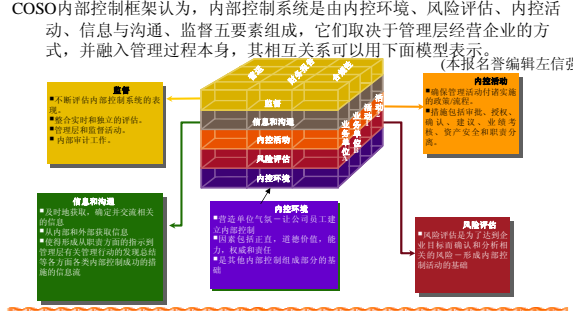 COSO内部控制框架认为，内部控制系统是由内控环境、风险评估、内控活
动、信息与沟通、监督五要素组成，它们取决于管理层经营企业的方
式，并融入管理过程本身，其相互关系可以用下面模型表示。
(本报名誉编辑左信强
监督
■不断评估内部控制系统的表
现。
■整合实时和独立的评估。
■管理层和监督活动。
■内部审计工作。
监督
信息和沟通
内控活动
风险评估
内控环境
内控活动
■确保管理活动付诸实施
的政策/流程。
■措施包括审批、授权、
确认、建议、业绩考
核、资产安全和职责分
离。
信息和沟通
■及时地获取，确定并交流相关
的信息
■从内部和外部获取信息
■使得形成从职责方面的指示到
管理层有关管理行动的发现总结
等各方面各类内部控制成功的措
施的信息流
内控环境
■营造单位气氛－让公司员工建
立内部控制
■因素包括正直，道德价值，能
力，权威和责任
■是其他内部控制组成部分的基
础
风险评估
■风险评估是为了达到企
业目标而确认和分析相
关的风险－形成内部控
制活动的基础